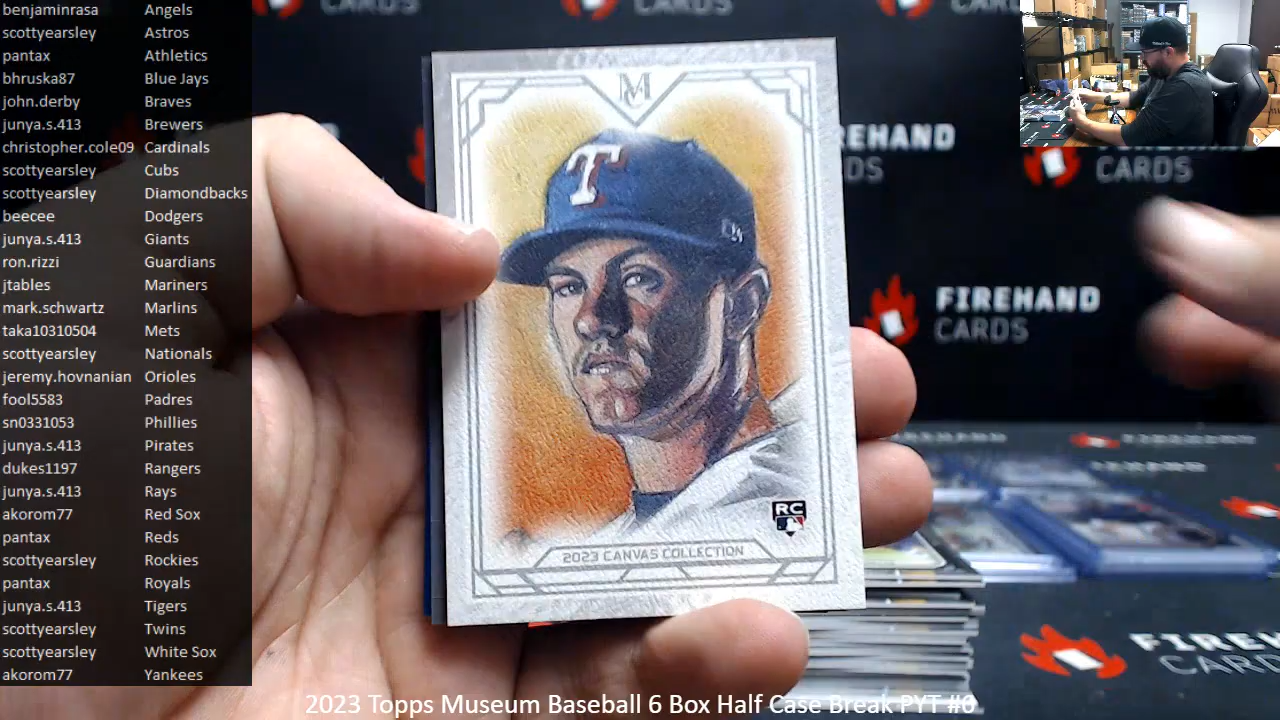 benjaminrasa Angels
scottyearsley Astros
pantax Athletics
bhruska87 Blue Jays
john.derby Braves
junya.s.413 Brewers
christopher.cole09 Cardinals
scottyearsley Cubs
scottyearsley Diamondbacks
beecee Dodgers
junya.s.413 Giants
ron.rizzi Guardians
jtables Mariners
mark.schwartz Marlins
taka10310504 Mets
scottyearsley Nationals
jeremy.hovnanian Orioles
fool5583 Padres
sn0331053 Phillies
junya.s.413 Pirates
dukes1197 Rangers
junya.s.413 Rays
akorom77 Red Sox
pantax Reds
scottyearsley Rockies
pantax Royals
junya.s.413 Tigers
scottyearsley Twins
scottyearsley White Sox
akorom77 Yankees
M
T
RC
2023 CANVAS COLLECTION
CARDS
CARDS
FIREHAND
CARDS
FIREHAND
CARDS
2023 Topps Museum Baseball 6 Box Half Case Break PYT #6